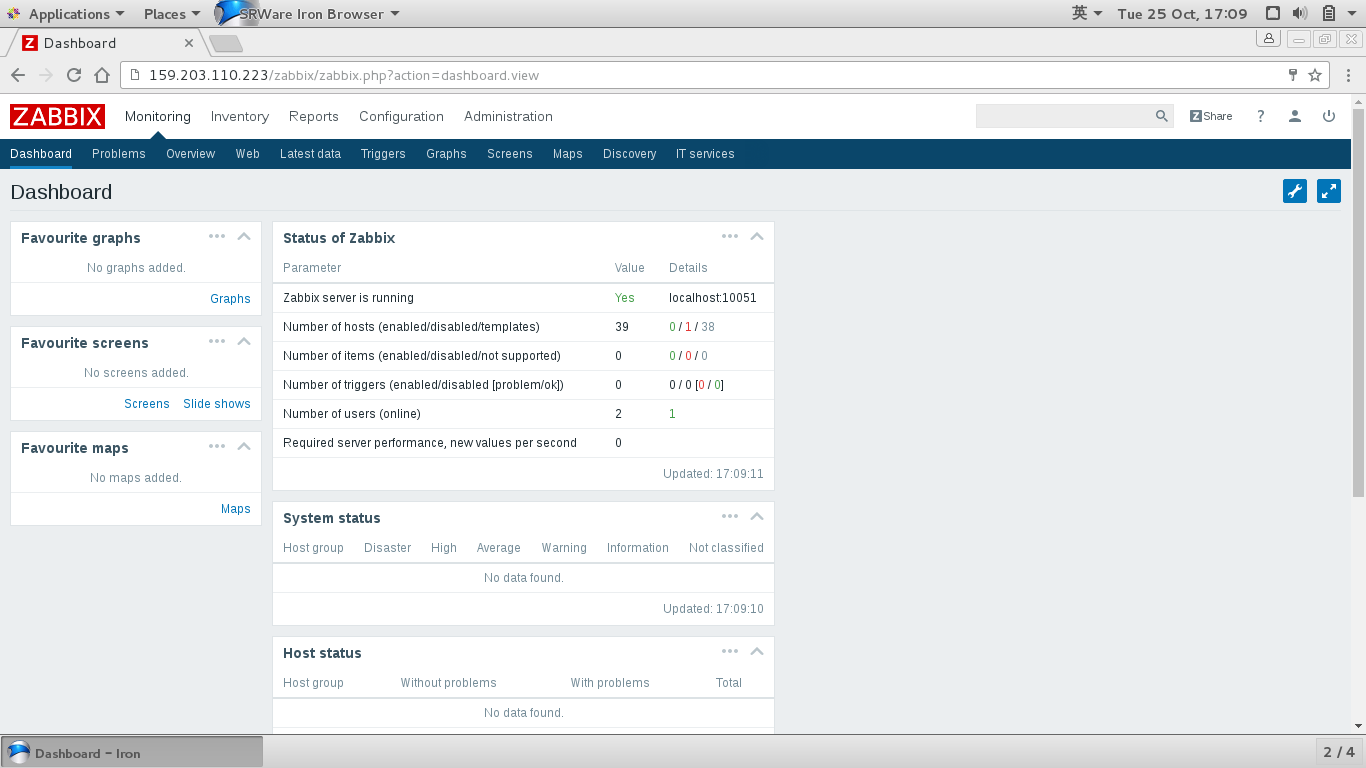 Applications Places SRWare Iron Browser 英 Tue 25 Oct, 17:09
Z Dashboard
159.203.110.223/zabbix/zabbix.php?action=dashboard.view
ZABBIX Monitoring Inventory Reports Configuration Administration Z Share ?
Dashboard Problems Overview Web Latest data Triggers Graphs Screens Maps Discovery IT services
Dashboard
Favourite graphs
No graphs added.
Graphs
Favourite screens
No screens added.
Screens Slide shows
Favourite maps
No maps added.
Maps
Status of Zabbix
Parameter Value Details
Zabbix server is running Yes localhost:10051
Number of hosts (enabled/disabled/templates) 39 0 / 1 / 38
Number of items (enabled/disabled/not supported) 0 0 / 0 / 0
Number of triggers (enabled/disabled [problem/ok]) 0 0 / 0 [0 / 0]
Number of users (online) 2 1
Required server performance, new values per second 0
Updated: 17:09:11
System status
Host group Disaster High Average Warning Information Not classified
No data found.
Updated: 17:09:10
Host status
Host group Without problems With problems Total
No data found.
Dashboard - Iron 2 / 4